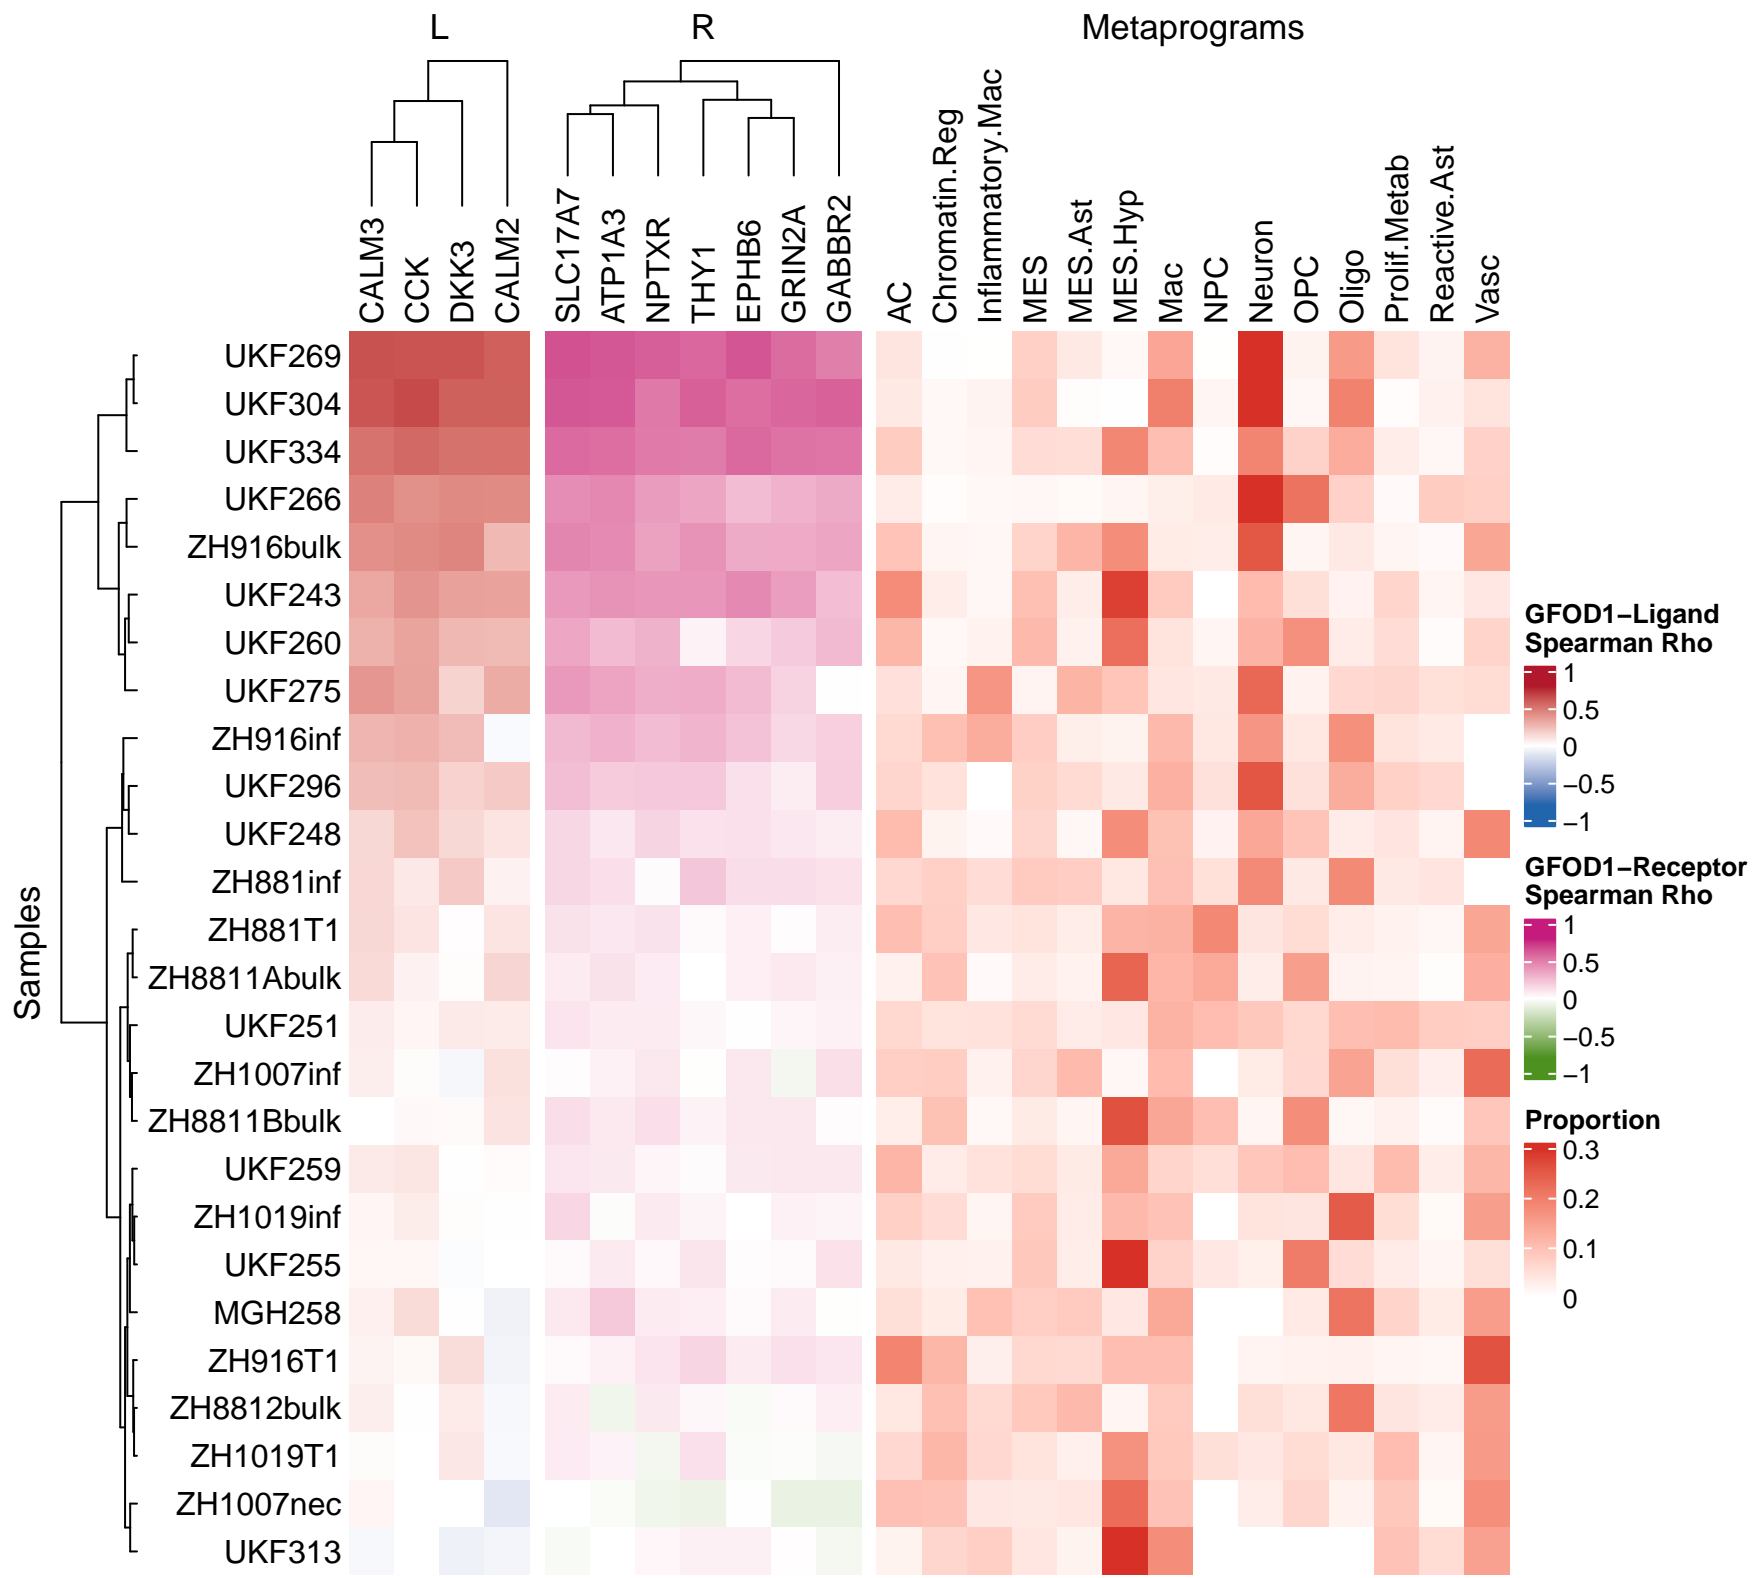 L
R
Metaprograms
CALM3
CCK
DKK3
CALM2
SLC17A7
ATP1A3
NPTXR
THY1
EPHB6
GRIN2A
GABBR2
AC
Chromatin.Reg
Inflammatory.Mac
MES
MES.Ast
MES.Hyp
Mac
NPC
Neuron
OPC
Oligo
Prolif.Metab
Reactive.Ast
Vasc
Samples
UKF269
UKF304
UKF334
UKF266
ZH916bulk
UKF243
UKF260
UKF275
ZH916inf
UKF296
UKF248
ZH881inf
ZH881T1
ZH8811Abulk
UKF251
ZH1007inf
ZH8811Bbulk
UKF259
ZH1019inf
UKF255
MGH258
ZH916T1
ZH8812bulk
ZH1019T1
ZH1007nec
UKF313
GFOD1−Ligand
Spearman Rho
1
0.5
0
−0.5
−1
GFOD1−Receptor
Spearman Rho
1
0.5
0
−0.5
−1
Proportion
0.3
0.2
0.1
0